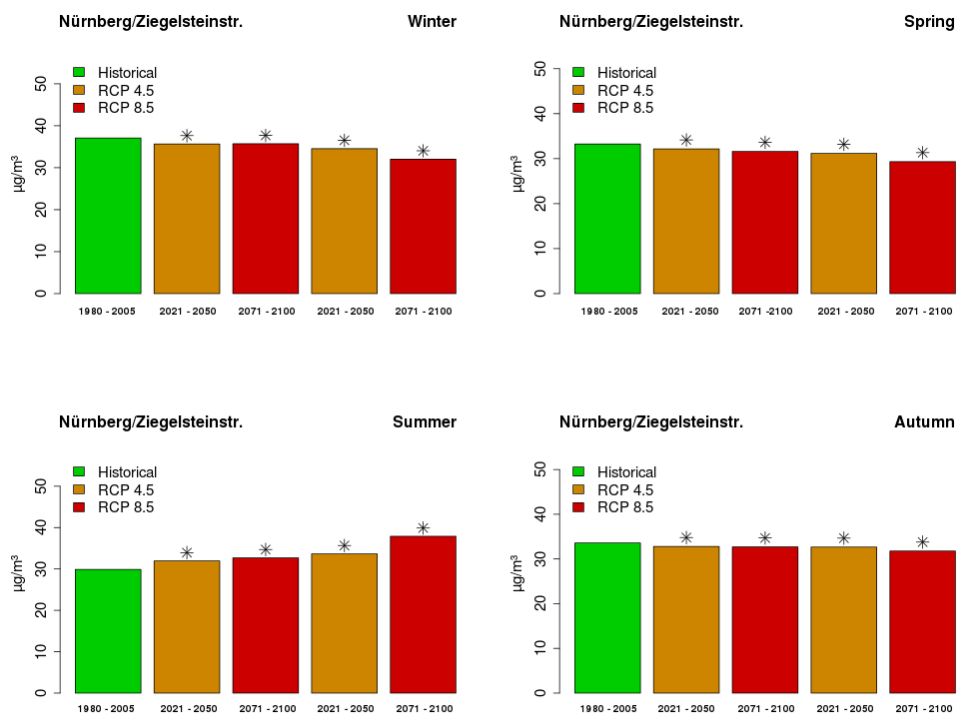 Nürnberg/Ziegelsteinstr. Winter
Historical
RCP 4.5
RCP 8.5
µg/m³
50
40
30
20
10
0
1980 - 2005 2021 - 2050 2071 - 2100 2021 - 2050 2071 - 2100
Nürnberg/Ziegelsteinstr. Spring
Historical
RCP 4.5
RCP 8.5
µg/m³
50
40
30
20
10
0
1980 - 2005 2021 - 2050 2071 -2100 2021 - 2050 2071 - 2100
Nürnberg/Ziegelsteinstr. Summer
Historical
RCP 4.5
RCP 8.5
µg/m³
50
40
30
20
10
0
1980 - 2005 2021 - 2050 2071 - 2100 2021 - 2050 2071 - 2100
Nürnberg/Ziegelsteinstr. Autumn
Historical
RCP 4.5
RCP 8.5
µg/m³
50
40
30
20
10
0
1980 - 2005 2021 - 2050 2071 - 2100 2021 - 2050 2071 - 2100